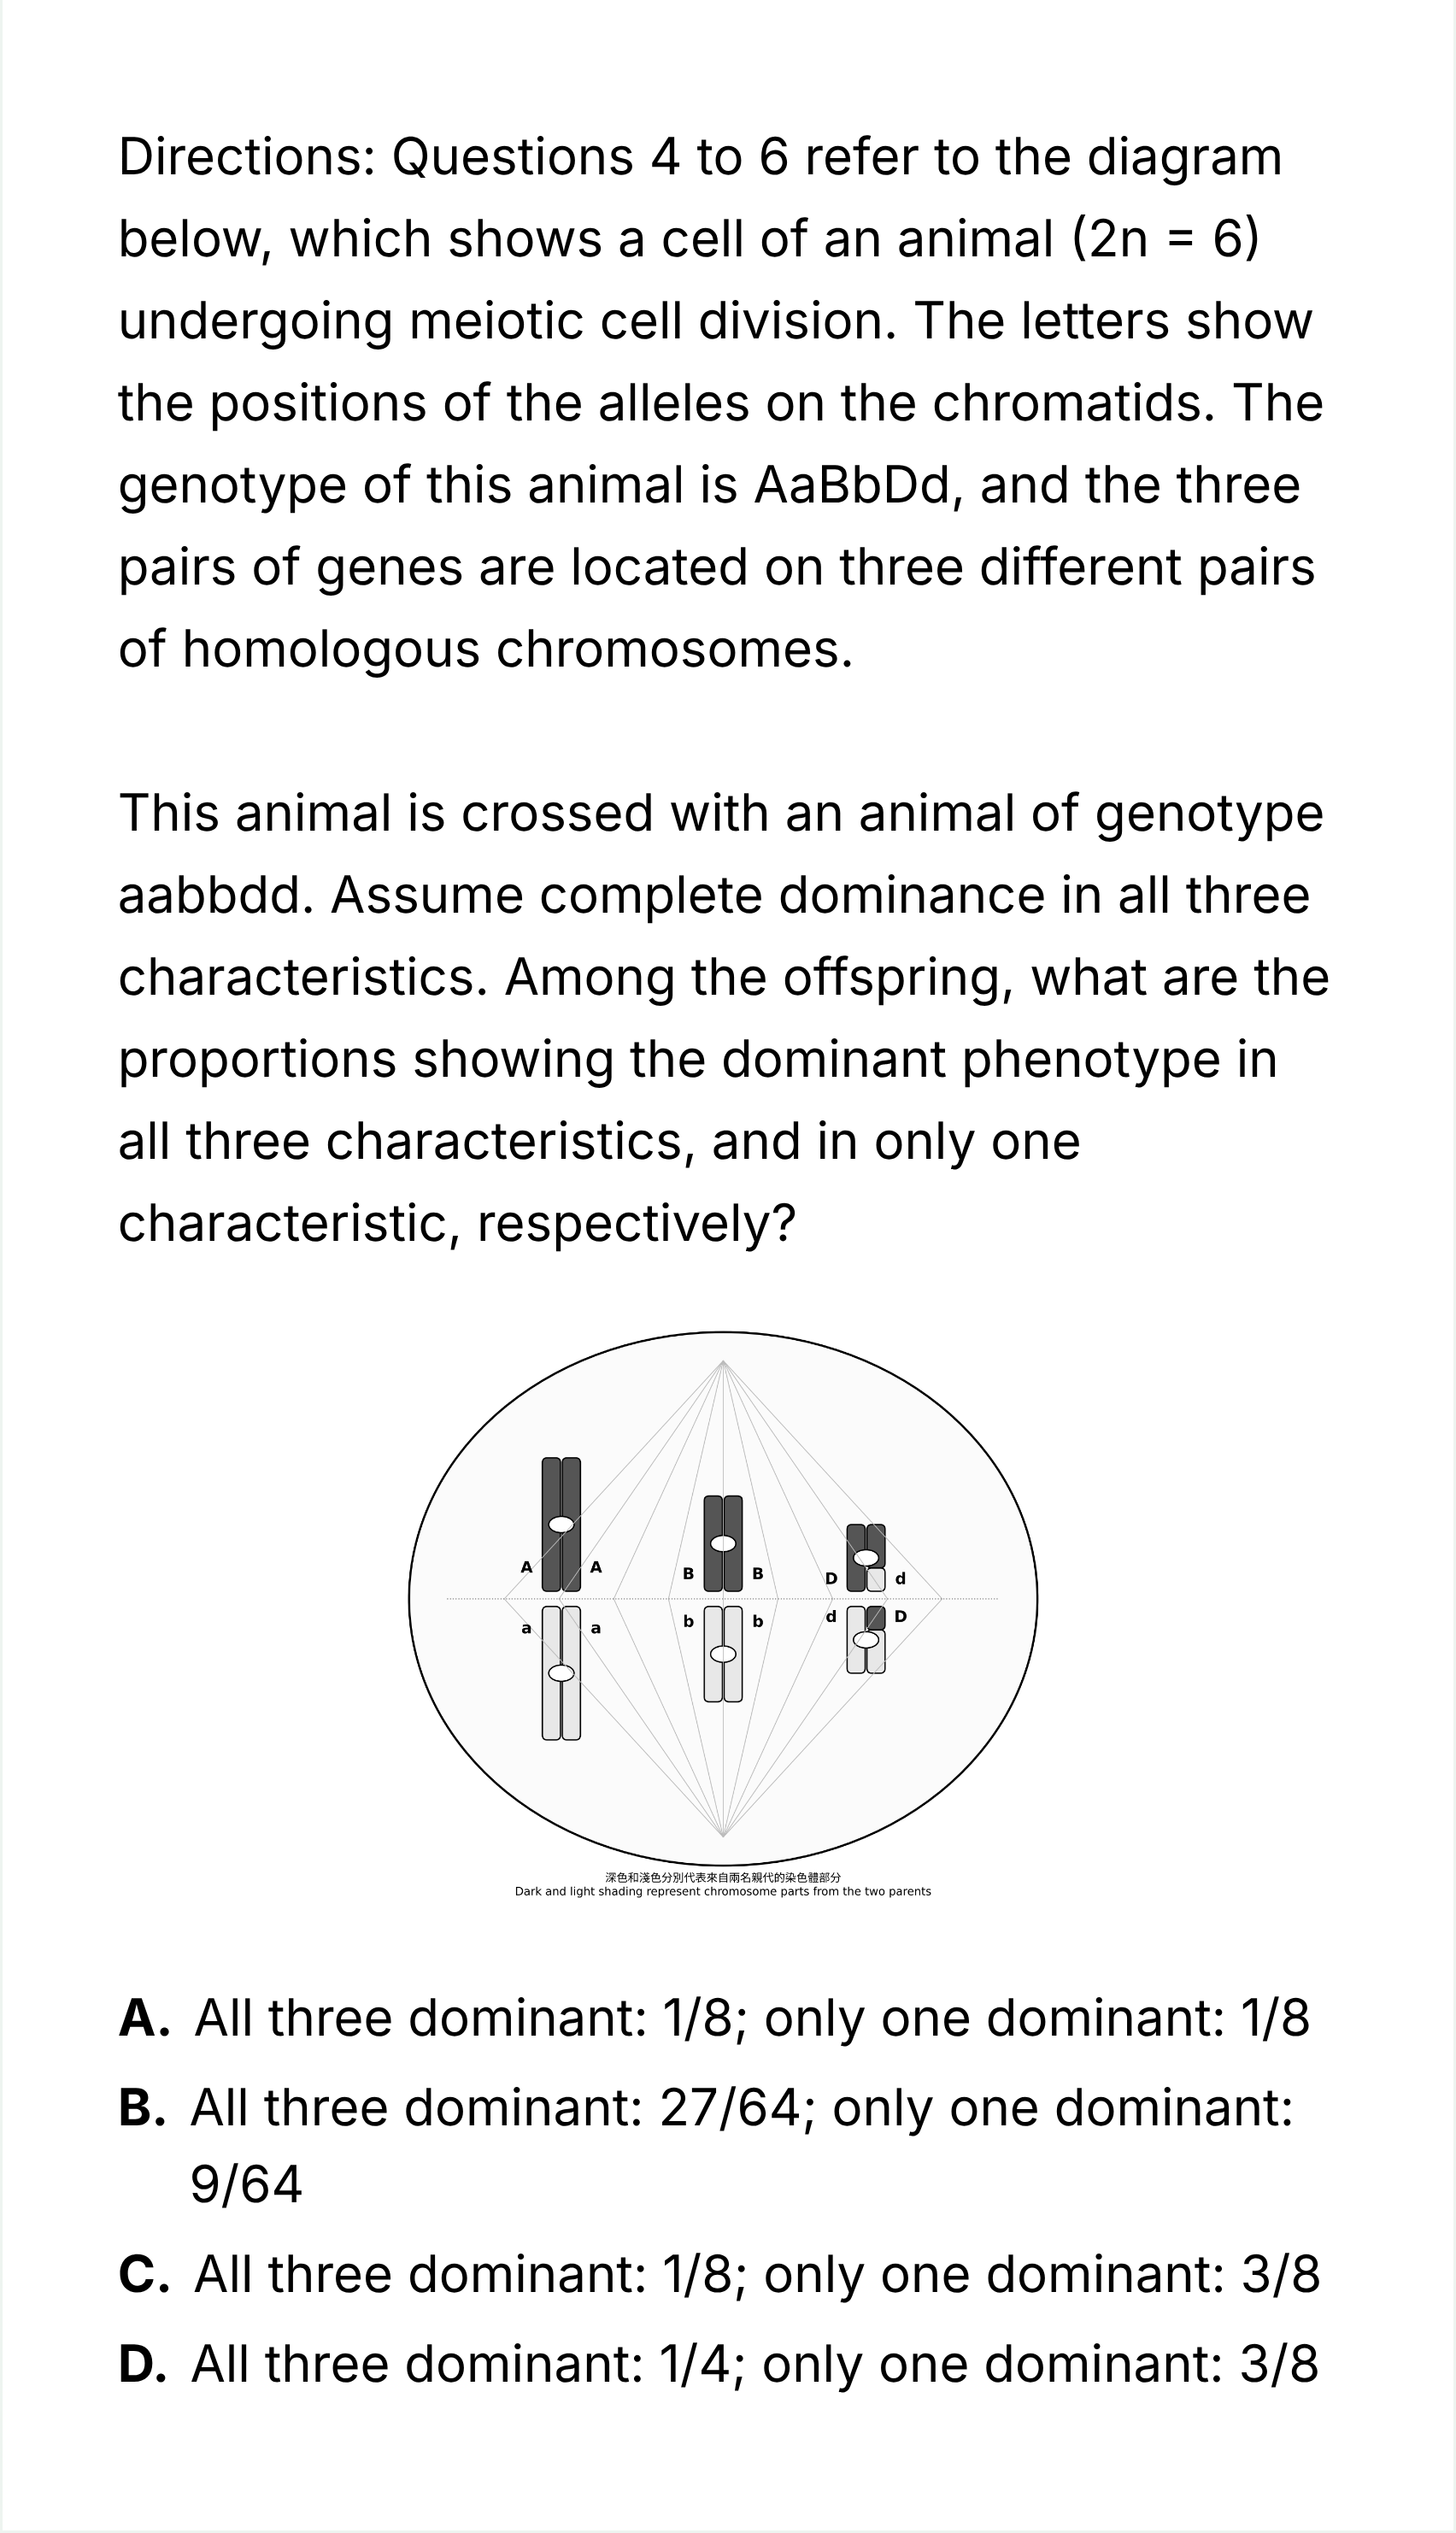 Directions: Questions 4 to 6 refer to the diagram
below, which shows a cell of an animal (2n = 6)
undergoing meiotic cell division. The letters show
the positions of the alleles on the chromatids. The
genotype of this animal is AaBbDd, and the three
pairs of genes are located on three different pairs
of homologous chromosomes.
This animal is crossed with an animal of genotype
aabbdd. Assume complete dominance in all three
characteristics. Among the offspring, what are the
proportions showing the dominant phenotype in
all three characteristics, and in only one
characteristic, respectively?
A A B B D d
a a b b d D
深色和淺色分別代表來自兩名親代的染色體部分
Dark and light shading represent chromosome parts from the two parents
A. All three dominant: 1/8; only one dominant: 1/8
B. All three dominant: 27/64; only one dominant:
9/64
C. All three dominant: 1/8; only one dominant: 3/8
D. All three dominant: 1/4; only one dominant: 3/8